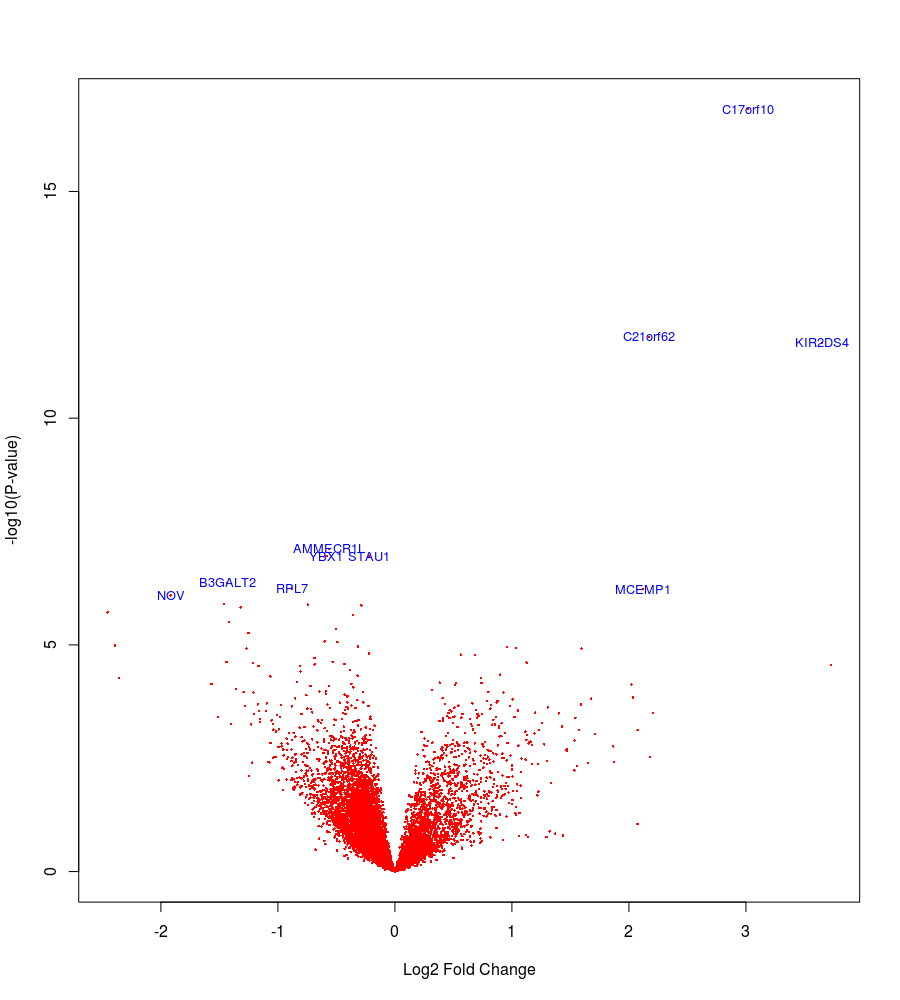 C17orf10
15
C21orf62
KIR2DS4
10
-log10(P-value)
AMMECR1L
YBX1 STAU1
B3GALT2
RPL7
MCEMP1
NOV
5
0
-2 -1 0 1 2 3
Log2 Fold Change